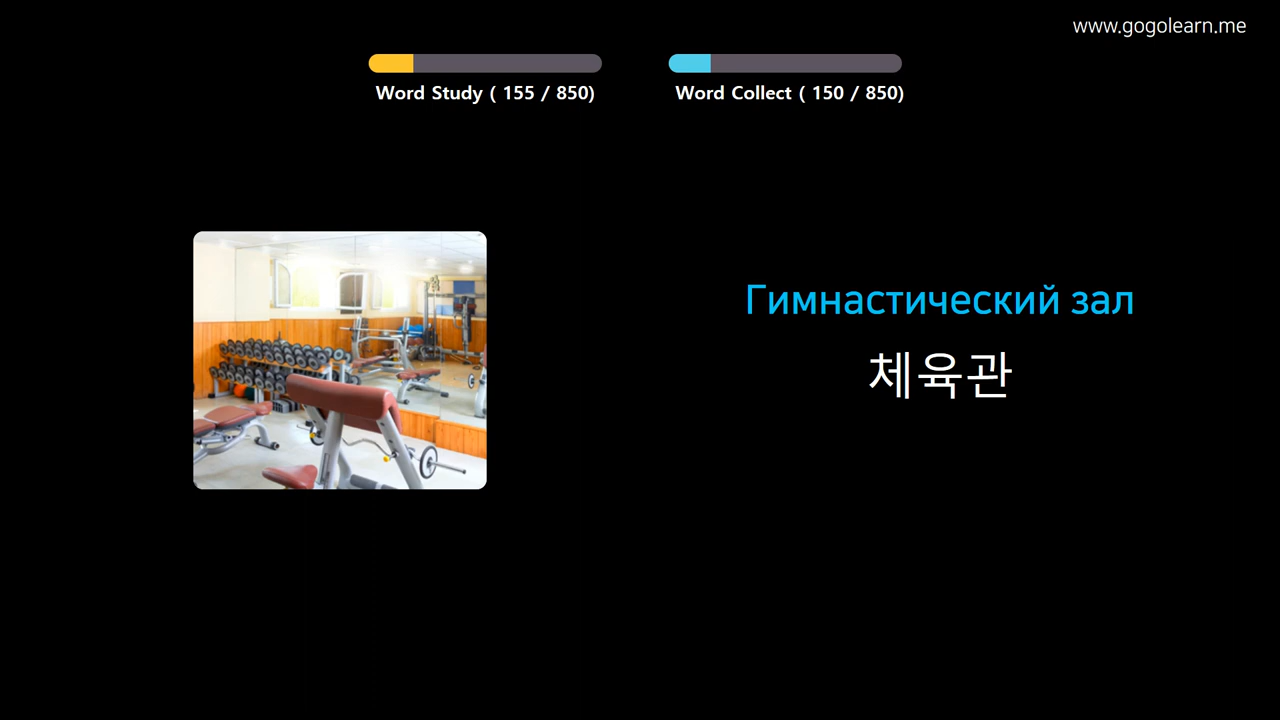 www.gogolearn.me
Word Study ( 155 / 850)
Word Collect ( 150 / 850)
Гимнастический зал
체육관